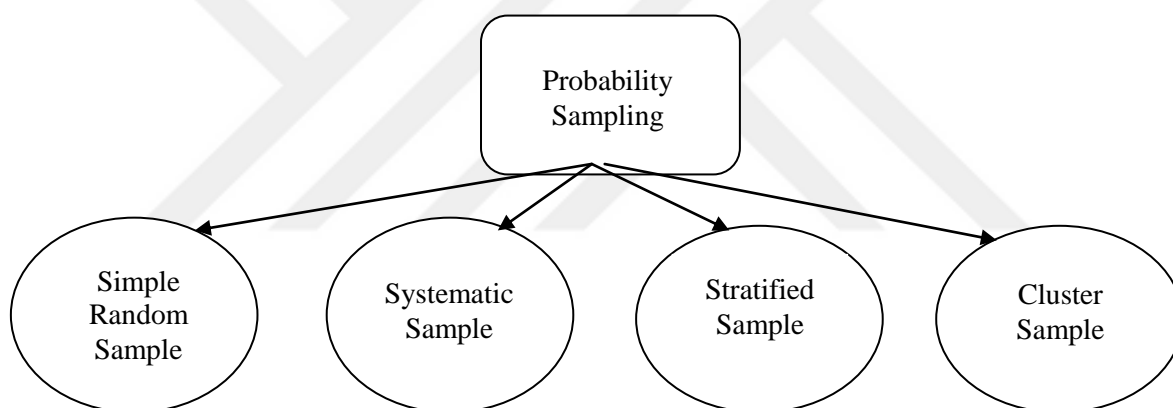 Probability
Sampling
Simple
Random
Sample
Systematic
Sample
Stratified
Sample
Cluster
Sample